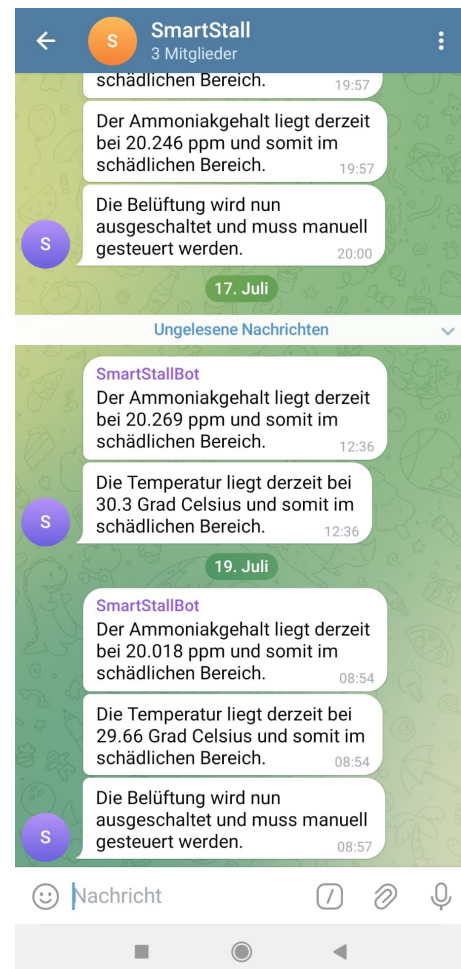 S
SmartStall
3 Mitglieder
schädlichen Bereich.
19:57
Der Ammoniakgehalt liegt derzeit
bei 20.246 ppm und somit im
schädlichen Bereich.
19:57
Die Belüftung wird nun
ausgeschaltet und muss manuell
gesteuert werden.
20:00
S
17. Juli
Ungelesene Nachrichten
SmartStallBot
Der Ammoniakgehalt liegt derzeit
bei 20.269 ppm und somit im
schädlichen Bereich.
12:36
Die Temperatur liegt derzeit bei
30.3 Grad Celsius und somit im
schädlichen Bereich.
12:36
S
19. Juli
SmartStallBot
Der Ammoniakgehalt liegt derzeit
bei 20.018 ppm und somit im
schädlichen Bereich.
08:54
Die Temperatur liegt derzeit bei
29.66 Grad Celsius und somit im
schädlichen Bereich.
08:54
Die Belüftung wird nun
ausgeschaltet und muss manuell
gesteuert werden.
08:57
S
Nachricht
/